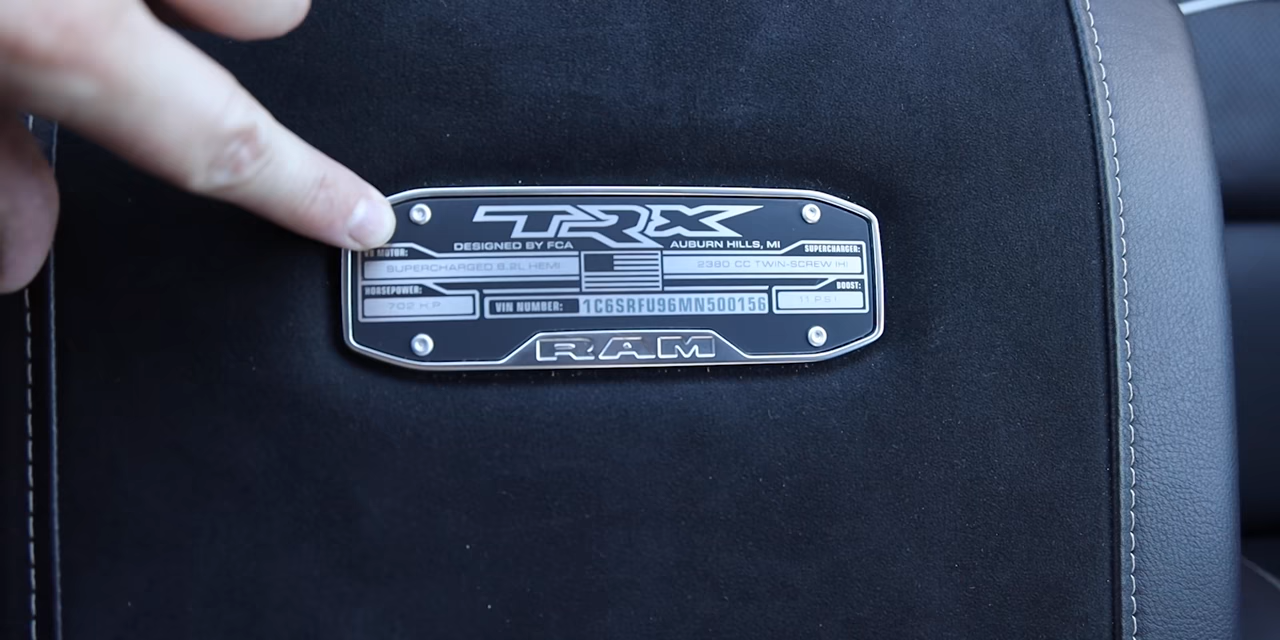 TRX
DESIGNED BY FCA AUBURN HILLS, MI
V8 MOTOR: SUPERCHARGER:
SUPERCHARGED 6.2L HEMI 2380 CC TWIN-SCREW IHI
HORSEPOWER: BOOST:
702 H.P. VIN NUMBER: 1C6SRFU96MN500156 11 P.S.I.
RAM